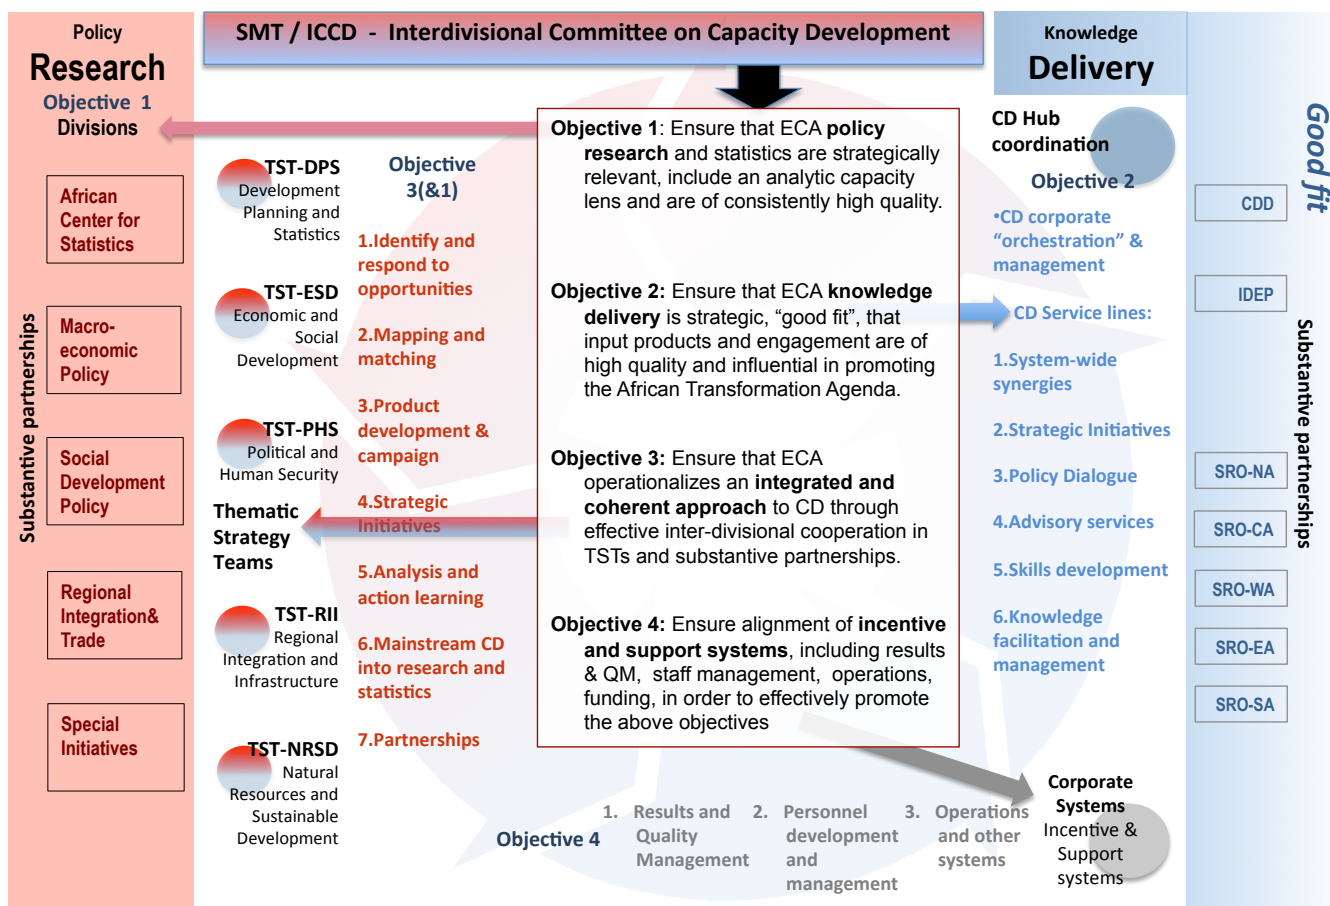 Policy
Research
Objective 1
Divisions
Substantive partnerships
African
Center for
Statistics
Macro-
economic
Policy
Social
Development
Policy
Regional
Integration&
Trade
Special
Initiatives
SMT / ICCD - Interdivisional Committee on Capacity Development
TST-DPS
Development
Planning and
Statistics
TST-ESD
Economic and
Social
Development
TST-PHS
Political and
Human Security
Thematic
Strategy
Teams
TST-RII
Regional
Integration and
Infrastructure
TST-NRSD
Natural
Resources and
Sustainable
Development
Objective
3(&1)
1.Identify and
respond to
opportunities
2.Mapping and
matching
3.Product
development &
campaign
4.Strategic
Initiatives
5.Analysis and
action learning
6.Mainstream CD
into research and
statistics
7.Partnerships
Objective 1: Ensure that ECA policy
research and statistics are strategically
relevant, include an analytic capacity
lens and are of consistently high quality.
Objective 2: Ensure that ECA knowledge
delivery is strategic, “good fit”, that
input products and engagement are of
high quality and influential in promoting
the African Transformation Agenda.
Objective 3: Ensure that ECA
operationalizes an integrated and
coherent approach to CD through
effective inter-divisional cooperation in
TSTs and substantive partnerships.
Objective 4: Ensure alignment of incentive
and support systems, including results
& QM, staff management, operations,
funding, in order to effectively promote
the above objectives
Objective 4
1. Results and
Quality
Management
2. Personnel
development
and
management
3. Operations
and other
systems
Knowledge
Delivery
CD Hub
coordination
Objective 2
•CD corporate
“orchestration” &
management
CD Service lines:
1.System-wide
synergies
2.Strategic Initiatives
3.Policy Dialogue
4.Advisory services
5.Skills development
6.Knowledge
facilitation and
management
Corporate
Systems
Incentive &
Support
systems
Good fit
CDD
IDEP
SRO-NA
SRO-CA
SRO-WA
SRO-EA
SRO-SA
Substantive partnerships